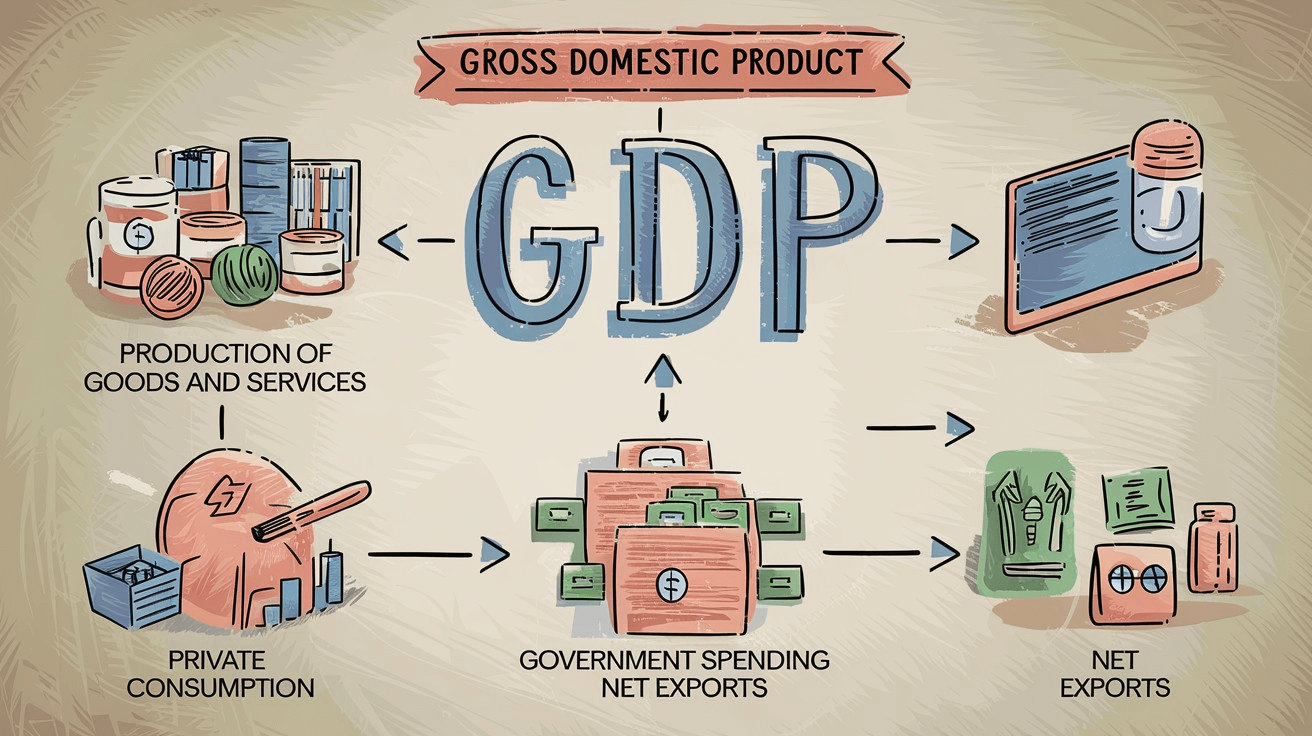 GROSS DOMESTIC PRODUCT
GDP
PRODUCTION OF
GOODS AND SERVICES
PRIVATE
CONSUMPTION
GOVERNMENT SPENDING
NET EXPORTS
NET
EXPORTS